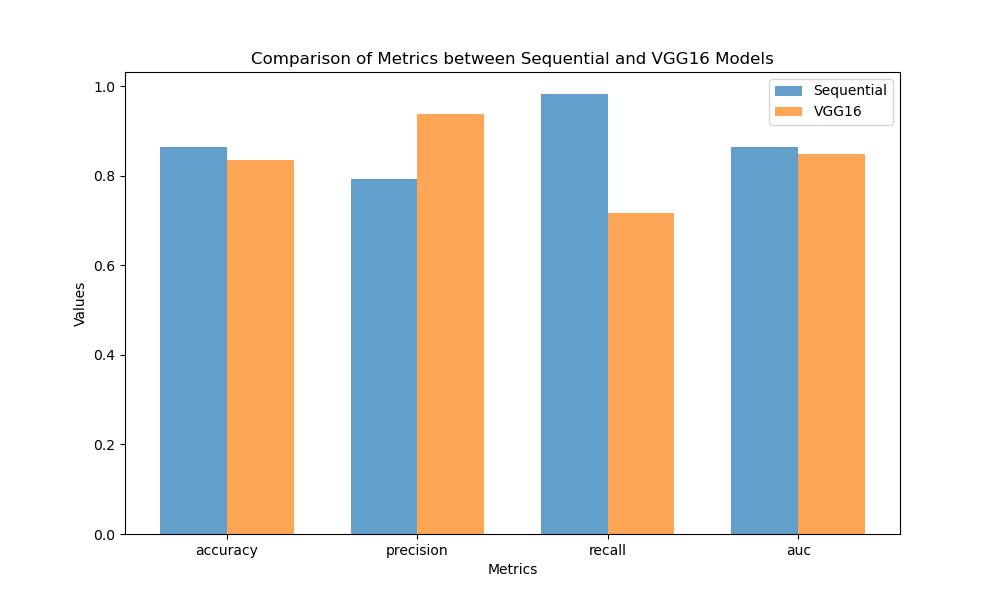 Comparison of Metrics between Sequential and VGG16 Models
Sequential
VGG16
1.0
0.8
0.6
0.4
0.2
0.0
Values
accuracy precision recall auc
Metrics